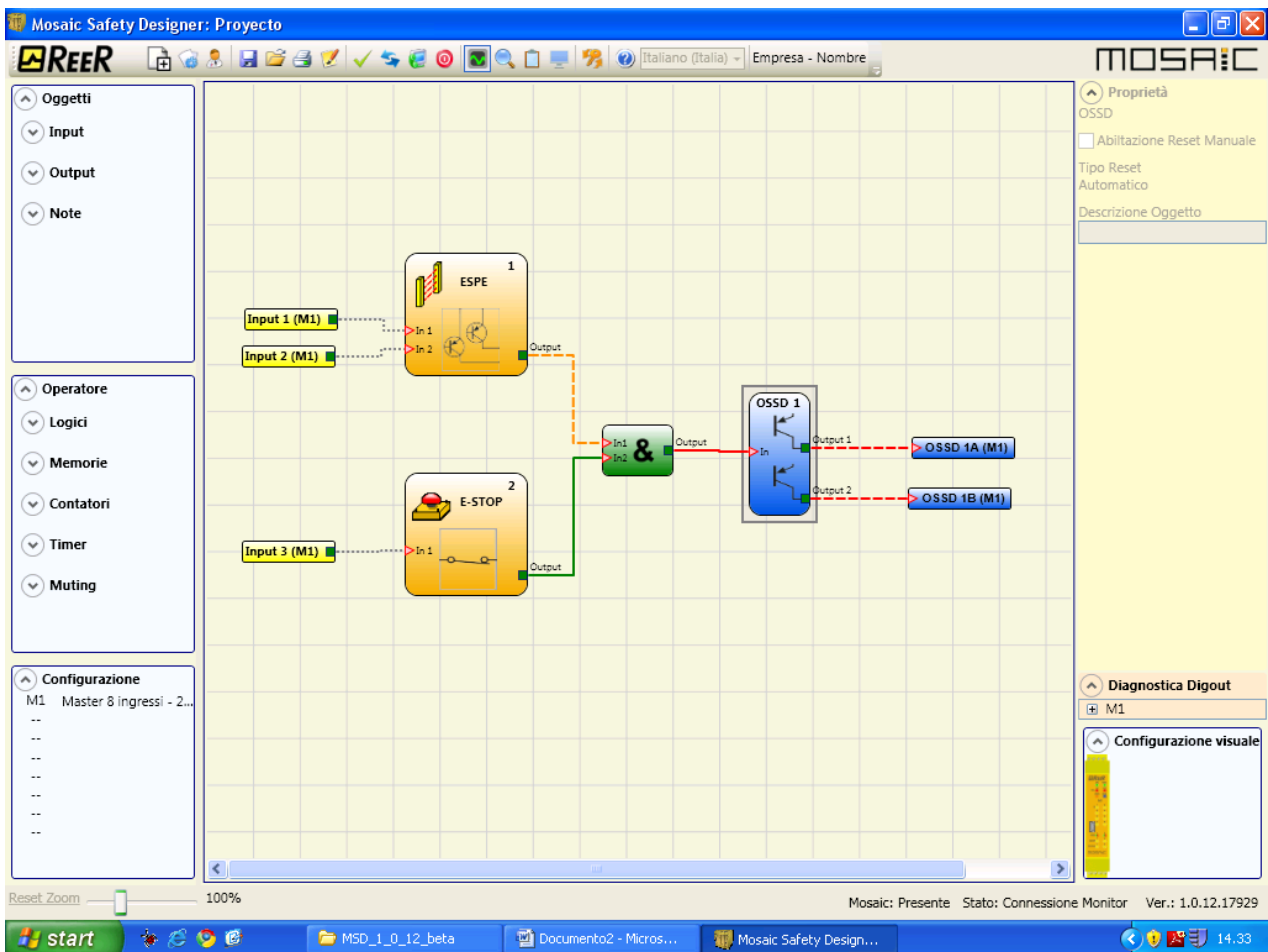 Mosaic Safety Designer: Proyecto
REER
Italiano (Italia)
Empresa - Nombre
MOSAIC
Oggetti
Input
Output
Note
Operatore
Logici
Memorie
Contatori
Timer
Muting
Configurazione
M1 Master 8 ingressi - 2...
--
--
--
--
--
--
--
Input 1 (M1)
Input 2 (M1)
1
ESPE
In 1
In 2
Output
Input 3 (M1)
2
E-STOP
In 1
Output
In1
In2
&
Output
OSSD 1
In
Output 1
Output 2
OSSD 1A (M1)
OSSD 1B (M1)
Proprietà
OSSD
Abiltazione Reset Manuale
Tipo Reset
Automatico
Descrizione Oggetto
Diagnostica Digout
M1
Configurazione visuale
Reset Zoom
100%
Mosaic: Presente Stato: Connessione Monitor Ver.: 1.0.12.17929
start
MSD_1_0_12_beta
Documento2 - Micros...
Mosaic Safety Design...
14.33